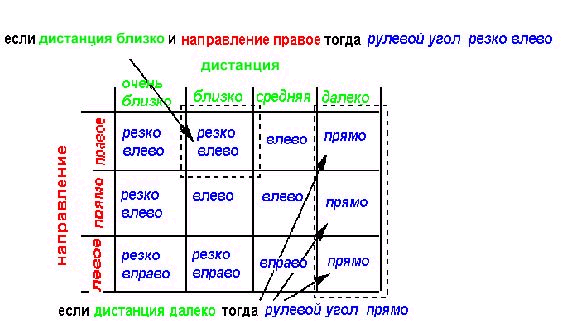 если дистанция близко и направление правое тогда рулевой угол резко влево
дистанция
очень близко близко средняя далеко
направление
правое резко влево резко влево влево прямо
прямо резко влево влево влево прямо
левое резко вправо резко вправо вправо прямо
если дистанция далеко тогда рулевой угол прямо